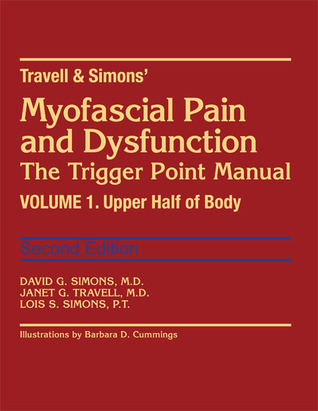 Travell & Simons'
Myofascial Pain
and Dysfunction
The Trigger Point Manual
VOLUME 1. Upper Half of Body
Second Edition
DAVID G. SIMONS, M.D.
JANET G. TRAVELL, M.D.
LOIS S. SIMONS, P.T.
Illustrations by Barbara D. Cummings